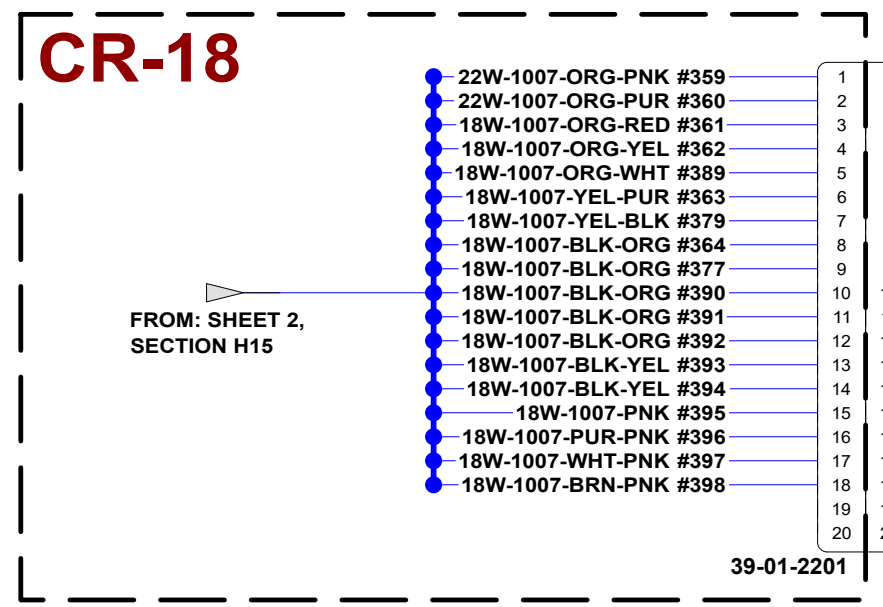 CR-18
22W-1007-ORG-PNK #359 1
22W-1007-ORG-PUR #360 2
18W-1007-ORG-RED #361 3
18W-1007-ORG-YEL #362 4
18W-1007-ORG-WHT #389 5
18W-1007-YEL-PUR #363 6
18W-1007-YEL-BLK #379 7
18W-1007-BLK-ORG #364 8
18W-1007-BLK-ORG #377 9
18W-1007-BLK-ORG #390 10
18W-1007-BLK-ORG #391 11
18W-1007-BLK-ORG #392 12
18W-1007-BLK-YEL #393 13
18W-1007-BLK-YEL #394 14
18W-1007-PNK #395 15
18W-1007-PUR-PNK #396 16
18W-1007-WHT-PNK #397 17
18W-1007-BRN-PNK #398 18
19
20
FROM: SHEET 2,
SECTION H15
39-01-2201